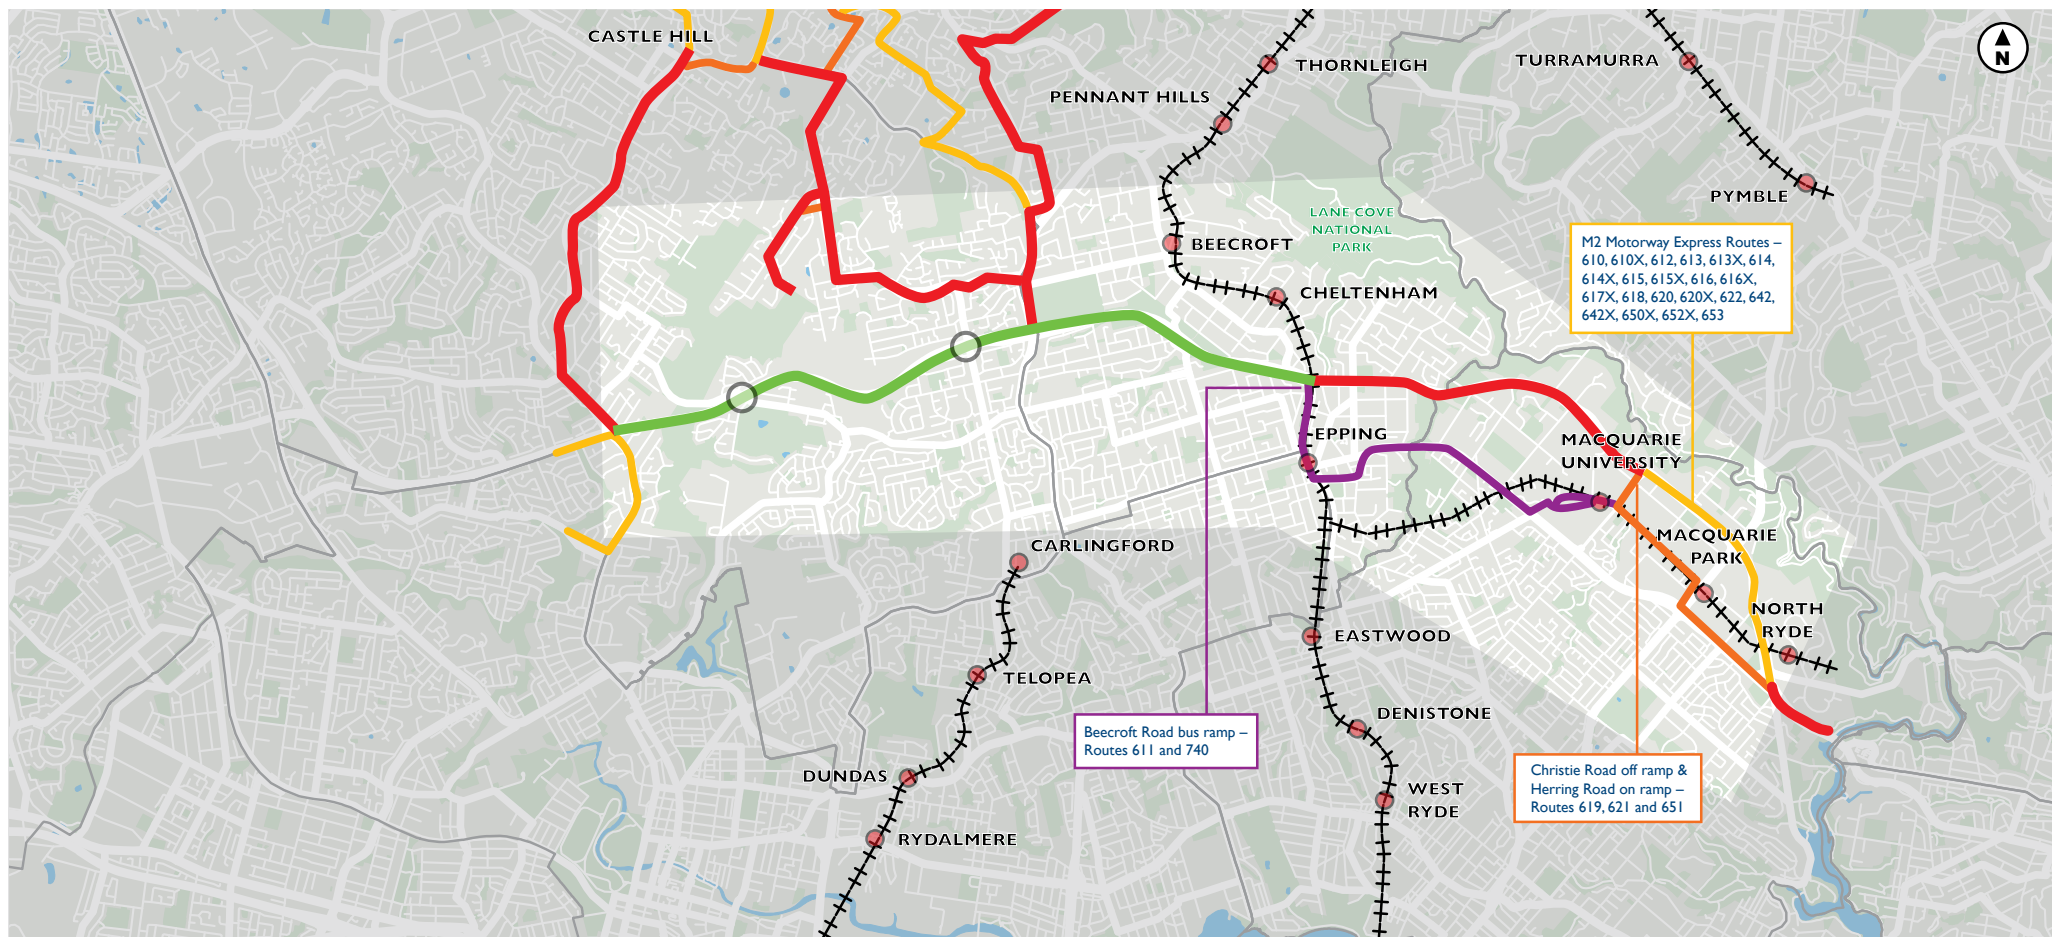 CASTLE HILL
THORNLEIGH
TURRAMURRA
N
PENNANT HILLS
PYMBLE
LANE COVE
NATIONAL
PARK
BEECROFT
M2 Motorway Express Routes –
610, 610X, 612, 613, 613X, 614,
614X, 615, 615X, 616, 616X,
617X, 618, 620, 620X, 622, 642,
642X, 650X, 652X, 653
CHELTENHAM
EPPING
MACQUARIE
UNIVERSITY
MACQUARIE
PARK
CARLINGFORD
NORTH
RYDE
EASTWOOD
TELOPEA
DENISTONE
Beecroft Road bus ramp –
Routes 611 and 740
DUNDAS
Christie Road off ramp &
Herring Road on ramp –
Routes 619, 621 and 651
WEST
RYDE
RYDALMERE